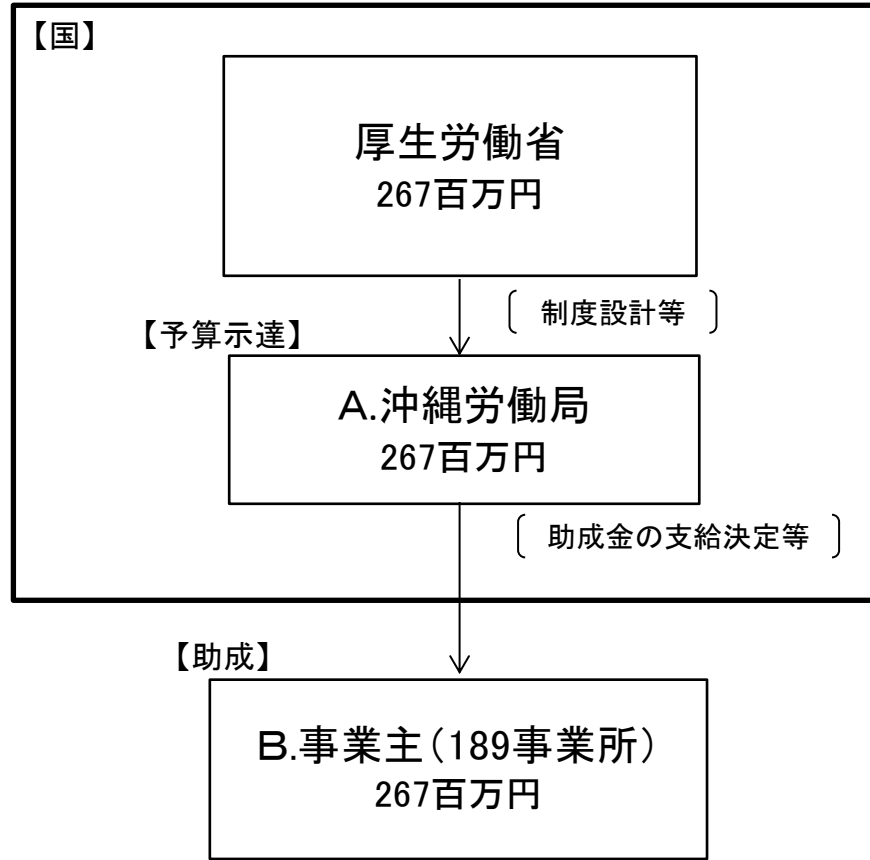 【国】
厚生労働省
267百万円
〔 制度設計等 〕
【予算示達】
A.沖縄労働局
267百万円
〔 助成金の支給決定等 〕
【助成】
B.事業主(189事業所)
267百万円